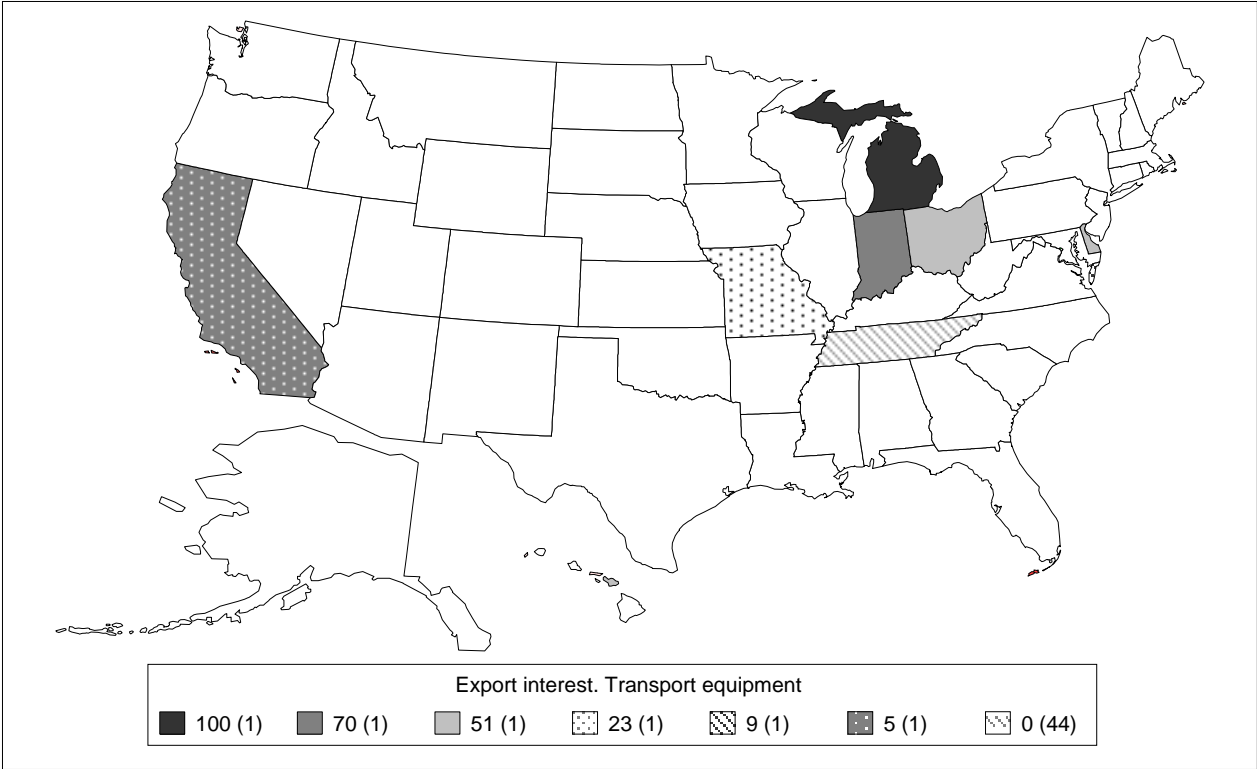 Export interest. Transport equipment
100 (1) 70 (1) 51 (1) 23 (1) 9 (1) 5 (1) 0 (44)